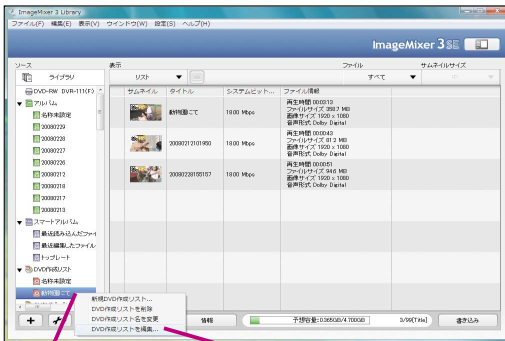 ImageMixer 3 Library
ファイル(F) 編集(E) 表示(V) ウインドウ(W) 設定(S) ヘルプ(H)
ImageMixer 3 SE
ソース 表示 ファイル サムネイルサイズ
ライブラリ リスト すべて
DVD-RW DVR-111(F:)
アルバム
名称未設定
20080229
20080228
20080227
20080226
20080212
20080218
20080217
20080213
スマートアルバム
最近読み込んだファイ
最近編集したファイル
トップレート
DVD作成リスト
名称未設定
動物園にて
サムネイル タイトル システムビット... ファイル情報
動物園にて 18.00 Mbps
再生時間 00:03:13
ファイルサイズ 358.7 MB
画像サイズ 1920 x 1080
音声形式 Dolby Digital
20080212101950 18.00 Mbps
再生時間 00:00:43
ファイルサイズ 81.2 MB
画像サイズ 1920 x 1080
音声形式 Dolby Digital
20080228155157 18.00 Mbps
再生時間 00:00:51
ファイルサイズ 94.6 MB
画像サイズ 1920 x 1080
音声形式 Dolby Digital
新規DVD作成リスト...
DVD作成リストを削除
DVD作成リスト名を変更
DVD作成リストを編集...
情報 予想容量:0.365GB/4.700GB 3/99[Title] 書き込み